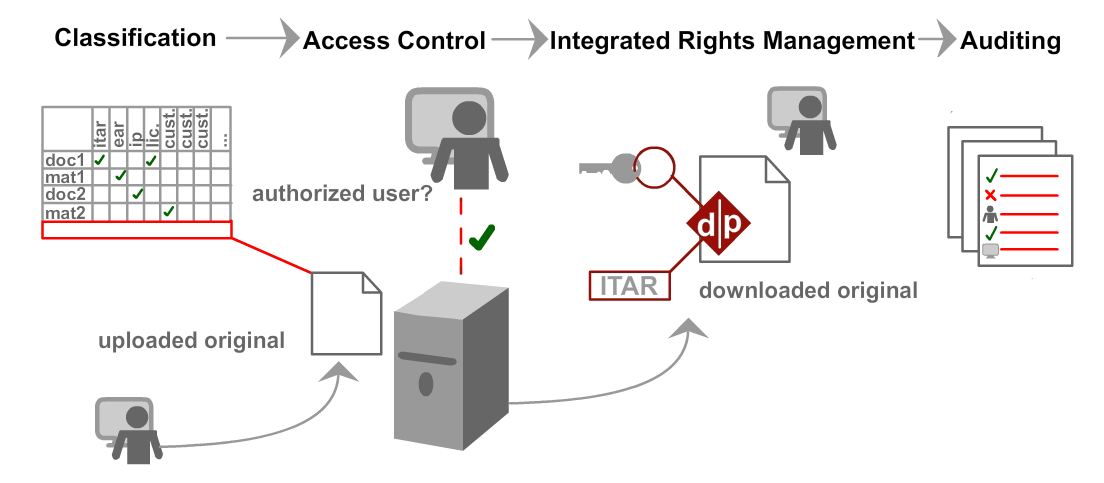 Classification
Access Control
Integrated Rights Management
Auditing
itar ear ip lic. cust. cust. cust. ...
doc1
mat1
doc2
mat2
authorized user?
uploaded original
d|p
ITAR
downloaded original